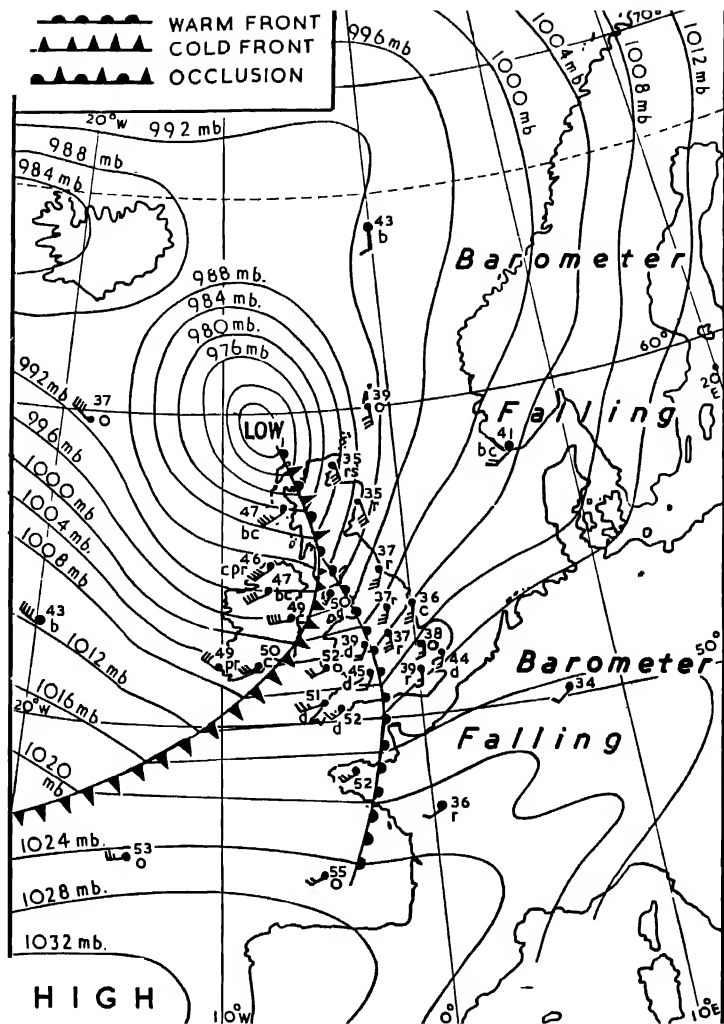 WARM FRONT
COLD FRONT
OCCLUSION
996 mb
1000 mb
1004 mb
1008 mb
1012 mb
70°
20°W
992 mb
988 mb
984 mb
43
b
Barometer
988 mb.
984 mb.
980 mb.
976 mb
60°
20°
E
992 mb
37
o
996 mb.
39
o
Falling
LOW
41
bc
1000 mb.
35
rs
1004 mb.
47
bc
35
r
1008 mb.
46
cpr
37
r
47
bc
43
b
49
c
50
d
37
r
36
c
1012 mb.
49
pr
50
c
52
o
39
d
37
r
38
o
44
d
50°
Barometer
1016 mb.
45
d
39
r
34
20°W
51
d
52
d
Falling
1020
mb
52
36
r
1024 mb.
53
o
55
o
1028 mb.
1032 mb.
HIGH
10°W
0°
10°E